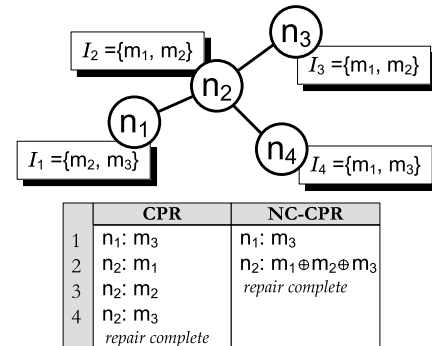 n3
I2 ={m1, m2}
n2
I3 ={m1, m2}
n1
n4
I1 ={m2, m3}
I4 ={m1, m3}
CPR NC-CPR
1 n1: m3 n1: m3
2 n2: m1 n2: m1⊕m2⊕m3
3 n2: m2 repair complete
4 n2: m3
repair complete